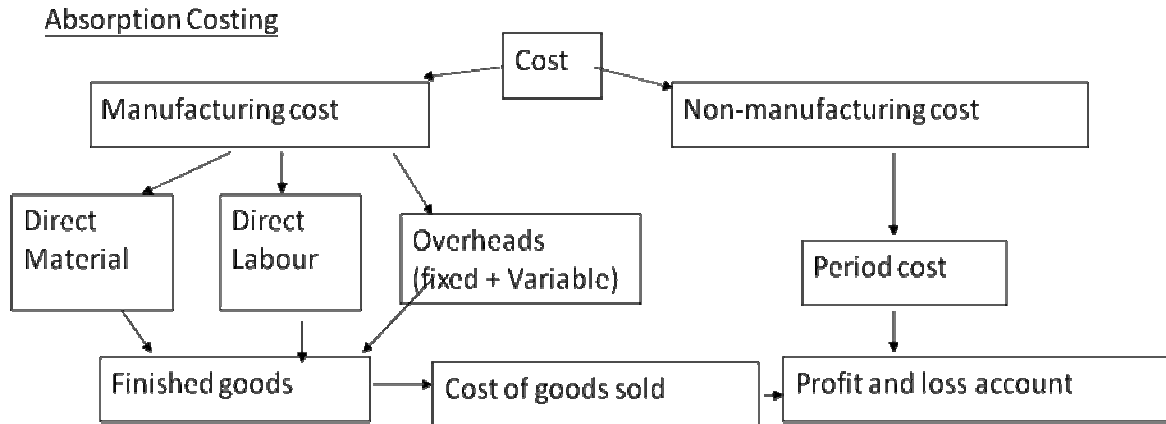 Absorption Costing
Cost
Manufacturing cost
Non-manufacturing cost
Direct
Material
Direct
Labour
Overheads
(fixed + Variable)
Period cost
Finished goods
Cost of goods sold
Profit and loss account